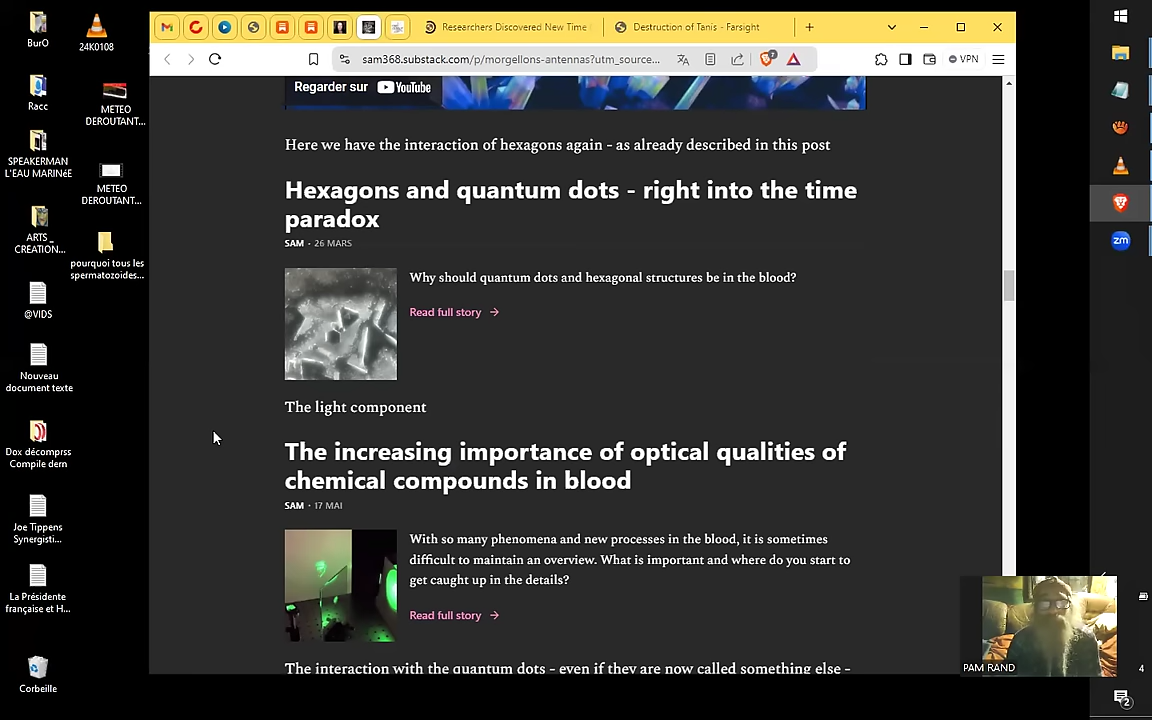 BurO
24K0108
Racc
METEO
DEROUTANT...
SPEAKERMAN
L'EAU MARINéE
METEO
DEROUTANT...
ARTS_
CREATION...
pourquoi tous les
spermatozoides...
@VIDS
Nouveau
document texte
Dox décomprss
Compile dern
Joe Tippens
Synergisti...
La Présidente
française et H...
Corbeille
Researchers Discovered New Time
Destruction of Tanis - Farsight
sam368.substack.com/p/morgellons-antennas?utm_source...
VPN
Regarder sur YouTube
Here we have the interaction of hexagons again - as already described in this post
Hexagons and quantum dots - right into the time
paradox
SAM · 26 MARS
Why should quantum dots and hexagonal structures be in the blood?
Read full story →
The light component
The increasing importance of optical qualities of
chemical compounds in blood
SAM · 17 MAI
With so many phenomena and new processes in the blood, it is sometimes
difficult to maintain an overview. What is important and where do you start to
get caught up in the details?
Read full story →
The interaction with the quantum dots - even if they are now called something else -
PAM RAND
zm
4
2